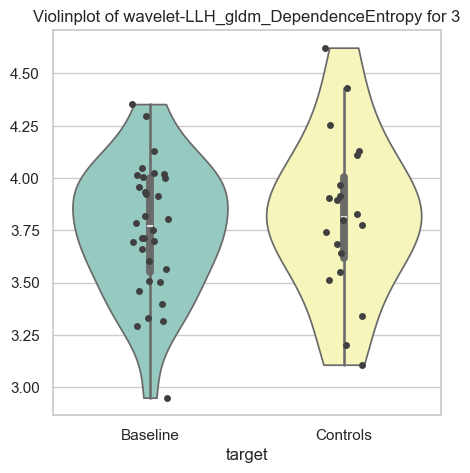 Violinplot of wavelet-LLH_gldm_DependenceEntropy for 3
4.50
4.25
4.00
3.75
3.50
3.25
3.00
Baseline
Controls
target